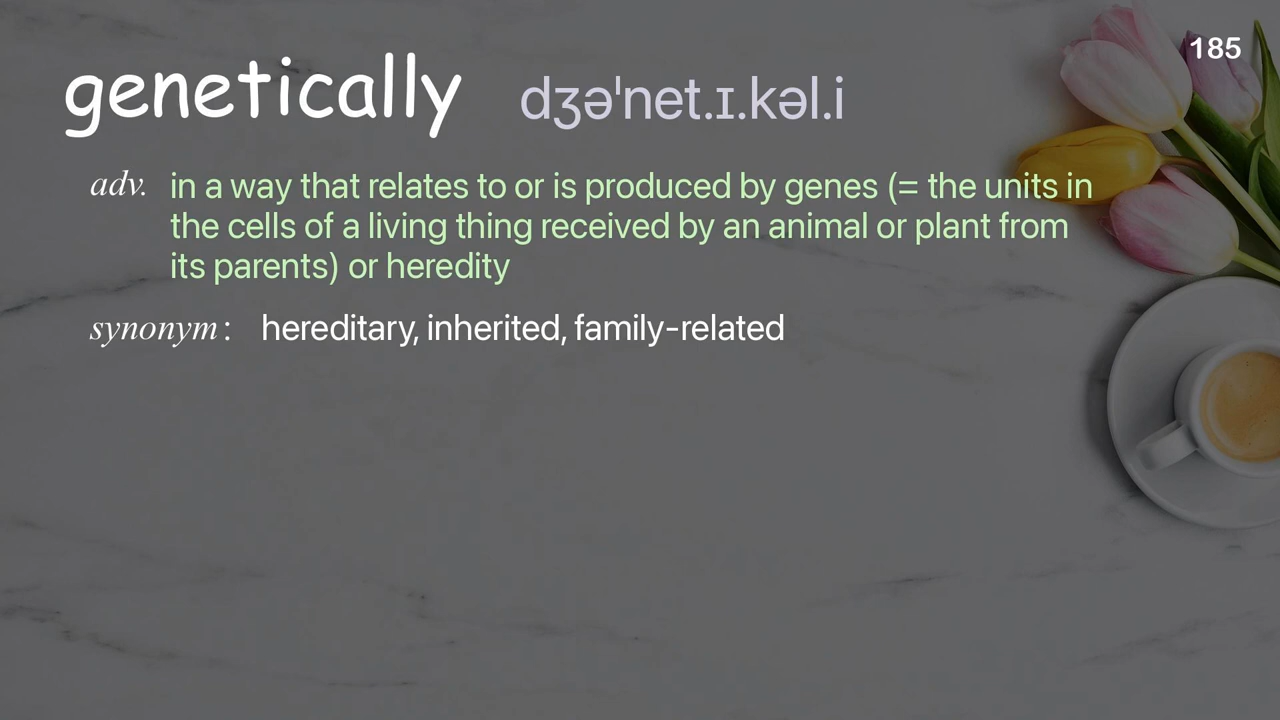 185
genetically dʒəˈnet.ɪ.kəl.i
adv. in a way that relates to or is produced by genes (= the units in
the cells of a living thing received by an animal or plant from
its parents) or heredity
synonym : hereditary, inherited, family-related